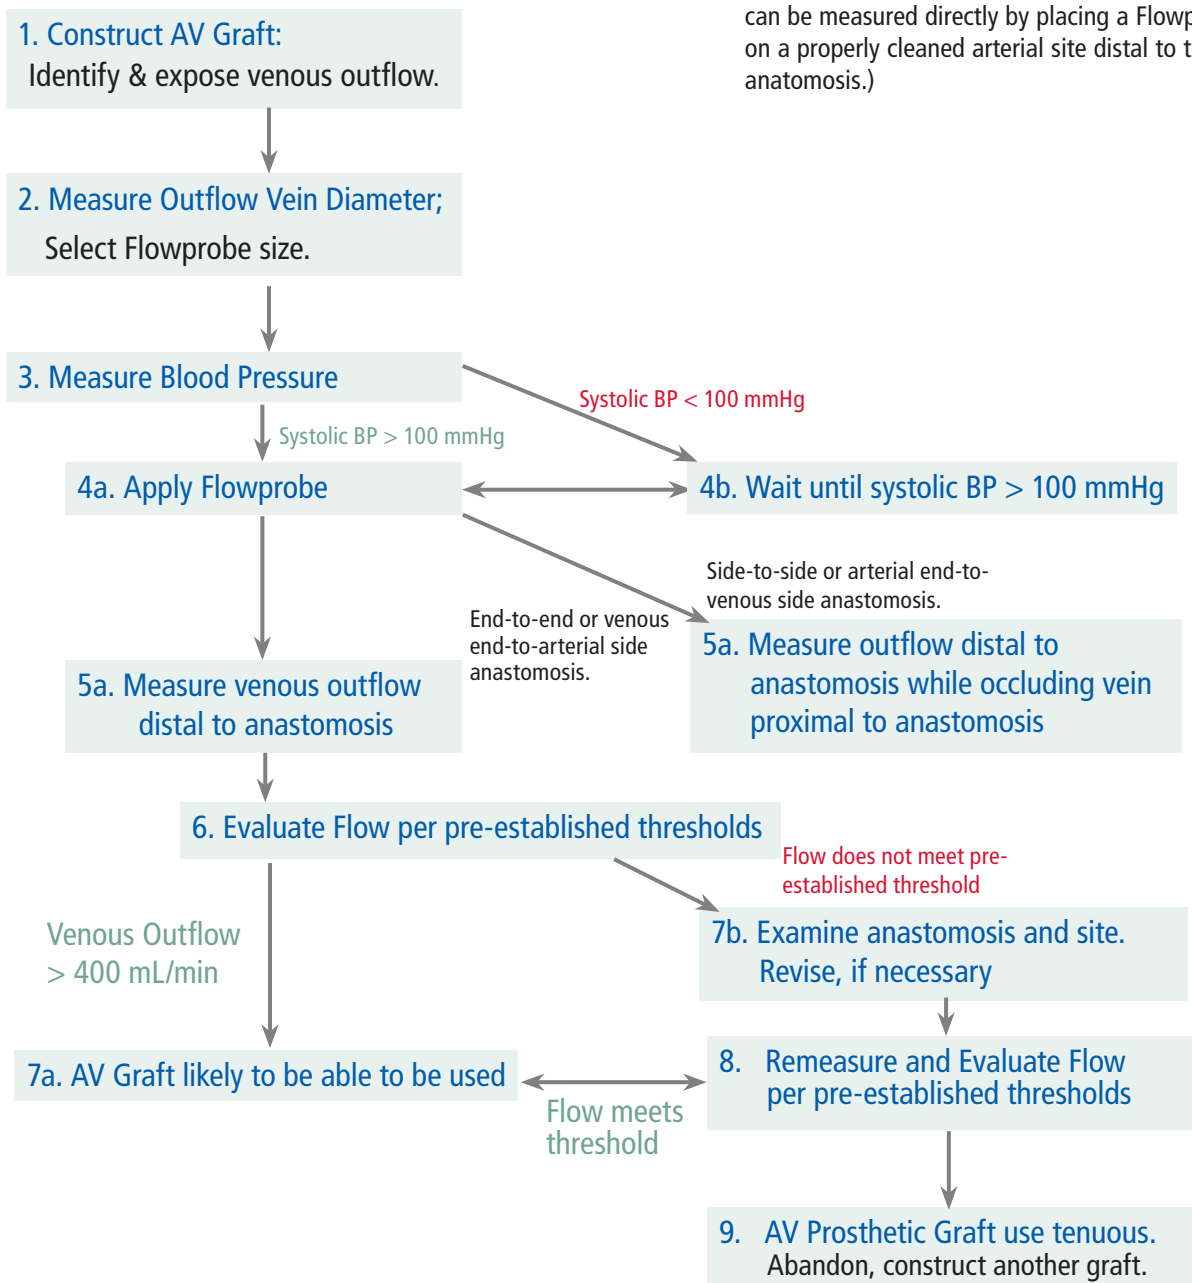 can be measured directly by placing a
on a properly cleaned arterial site distal to
anatomosis.)
1. Construct AV Graft:
Identify & expose venous outflow.
2. Measure Outflow Vein Diameter;
Select Flowprobe size.
3. Measure Blood Pressure
Systolic BP < 100 mmHg
Systolic BP > 100 mmHg
4a. Apply Flowprobe
4b. Wait until systolic BP > 100 mmHg
Side-to-side or arterial end-to-
venous side anastomosis.
End-to-end or venous
end-to-arterial side
anastomosis.
5a. Measure outflow distal to
anastomosis while occluding vein
proximal to anastomosis
5a. Measure venous outflow
distal to anastomosis
6. Evaluate Flow per pre-established thresholds
Flow does not meet pre-
established threshold
Venous Outflow
> 400 mL/min
7b. Examine anastomosis and site.
Revise, if necessary
7a. AV Graft likely to be able to be used
Flow meets
threshold
8. Remeasure and Evaluate Flow
per pre-established thresholds
9. AV Prosthetic Graft use tenuous.
Abandon, construct another graft.